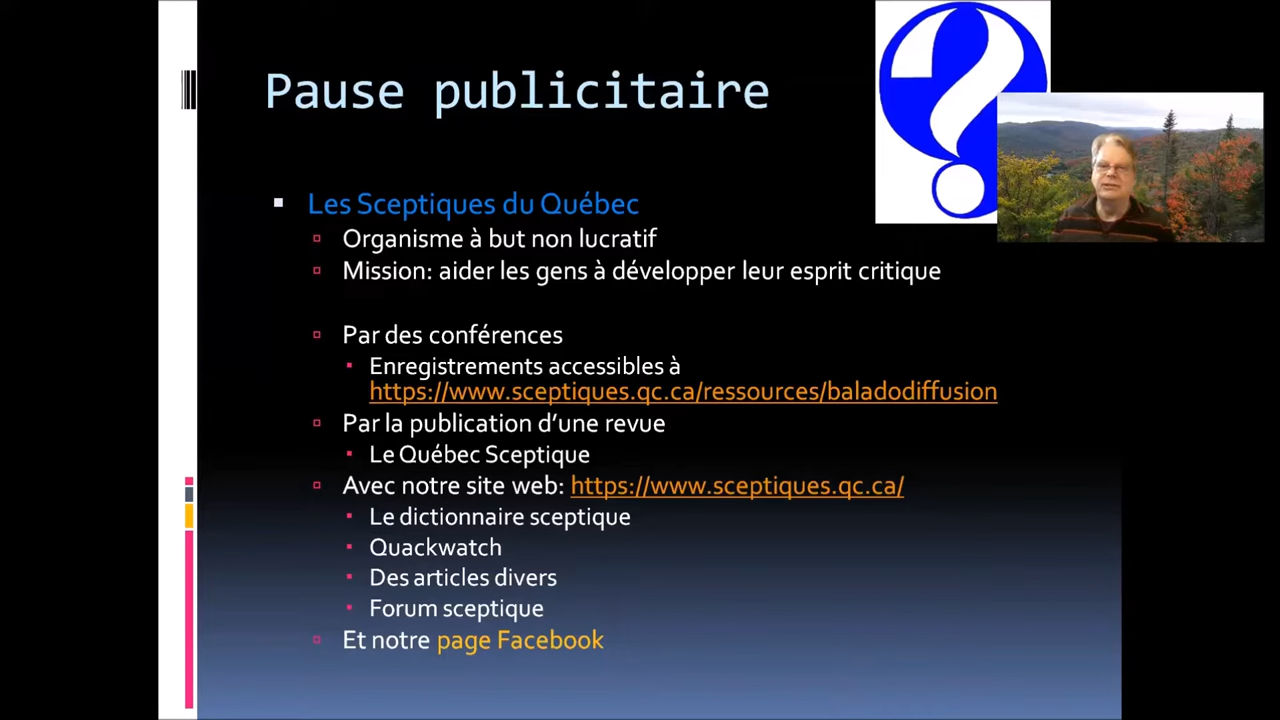 Pause publicitaire
Les Sceptiques du Québec
Organisme à but non lucratif
Mission: aider les gens à développer leur esprit critique
Par des conférences
Enregistrements accessibles à
https://www.sceptiques.qc.ca/ressources/baladodiffusion
Par la publication d’une revue
Le Québec Sceptique
Avec notre site web: https://www.sceptiques.qc.ca/
Le dictionnaire sceptique
Quackwatch
Des articles divers
Forum sceptique
Et notre page Facebook